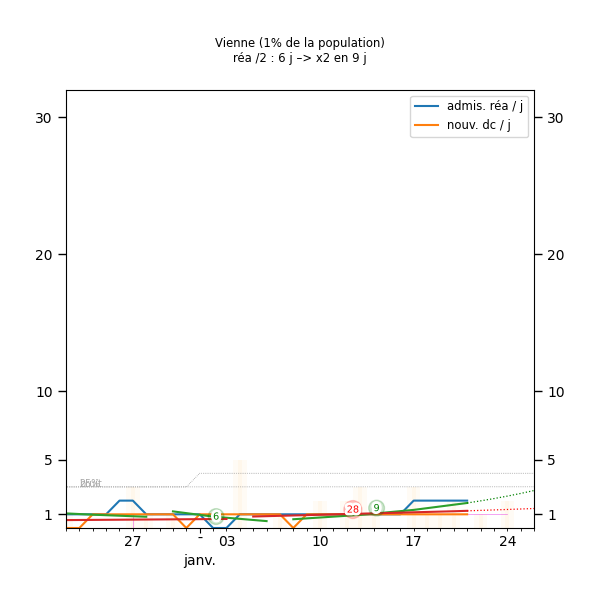 Vienne (1% de la population)
réa /2 : 6 j –> x2 en 9 j
admis. réa / j
nouv. dc / j
30 30
20 20
10 10
5 5
6 28 9
1 1
27 - 03 10 17 24
janv.